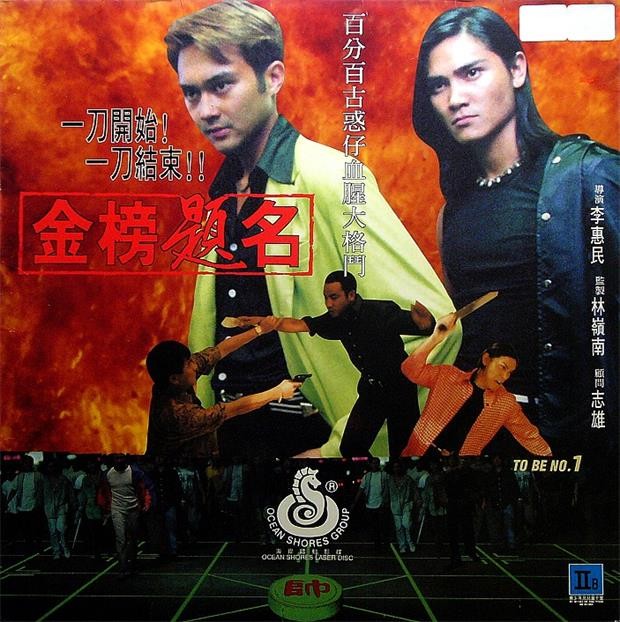 百分百古惑仔血腥大格鬥
一刀開始!
一刀結束!!
金榜題名
導演 李惠民 監製 林嶺南 顧問 志雄
TO BE NO.1
®
OCEAN SHORES GROUP
OCEAN SHORES LASER DISC
IIB